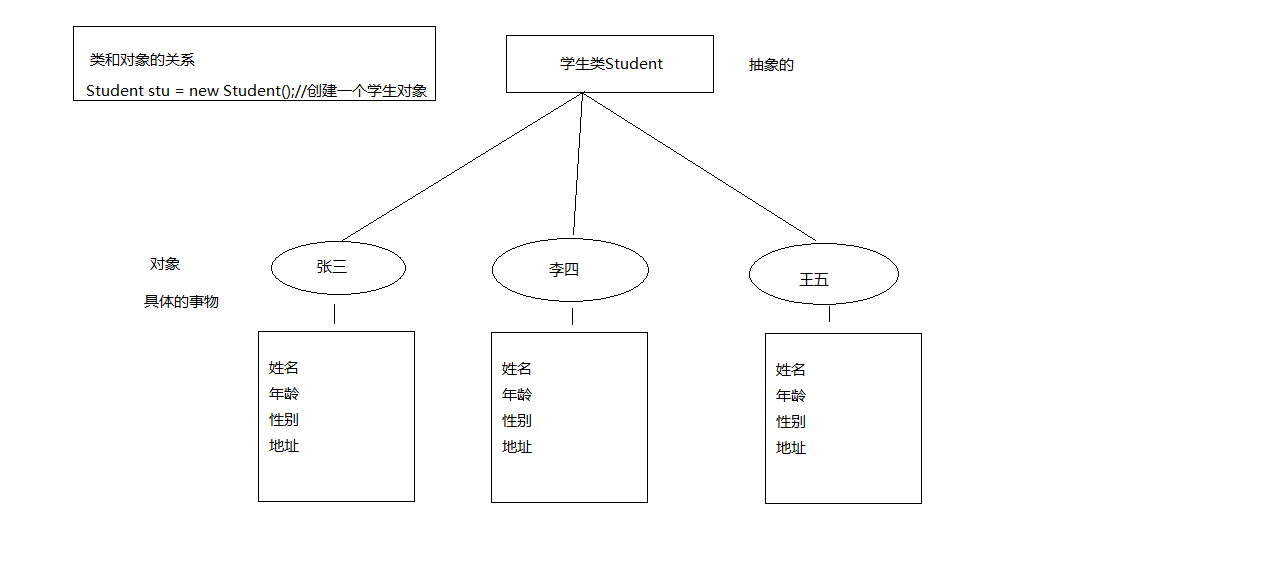 类和对象的关系
Student stu = new Student();//创建一个学生对象
学生类Student
抽象的
对象
具体的事物
张三
李四
王五
姓名
年龄
性别
地址
姓名
年龄
性别
地址
姓名
年龄
性别
地址